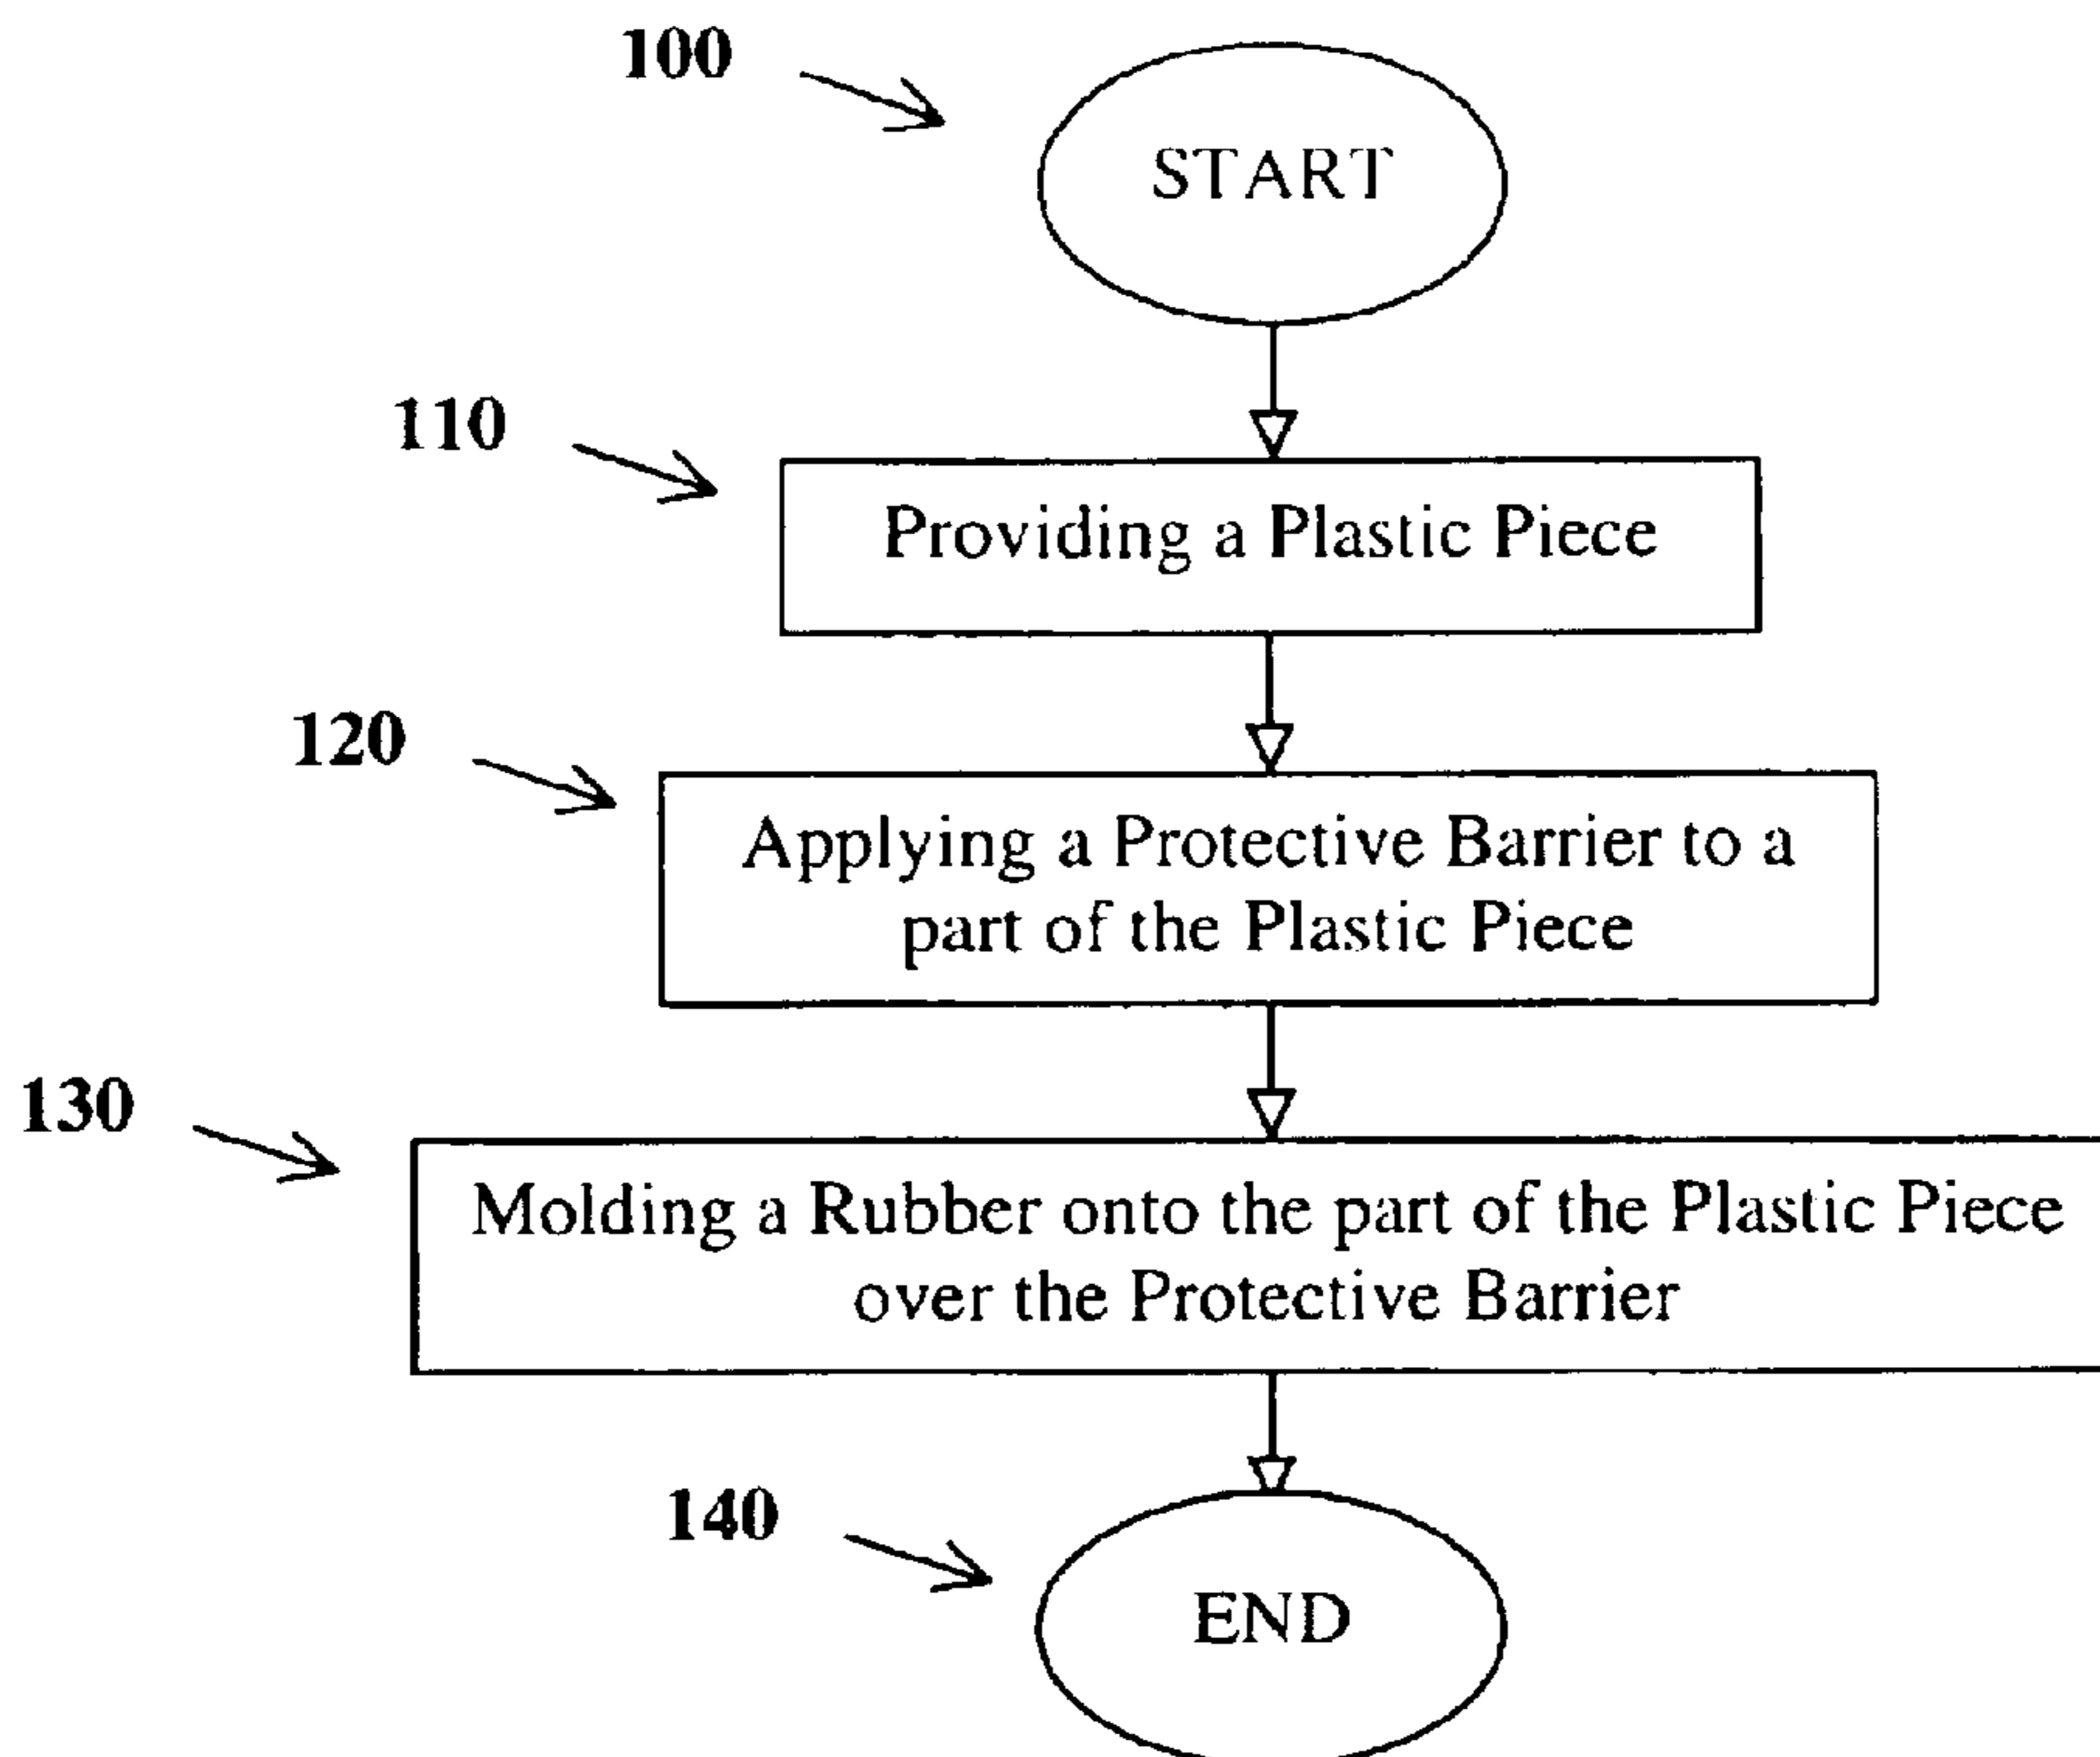 100
START
110
Providing a Plastic Piece
120
Applying a Protective Barrier to a
part of the Plastic Piece
130
Molding a Rubber onto the part of the Plastic Piece
over the Protective Barrier
140
END